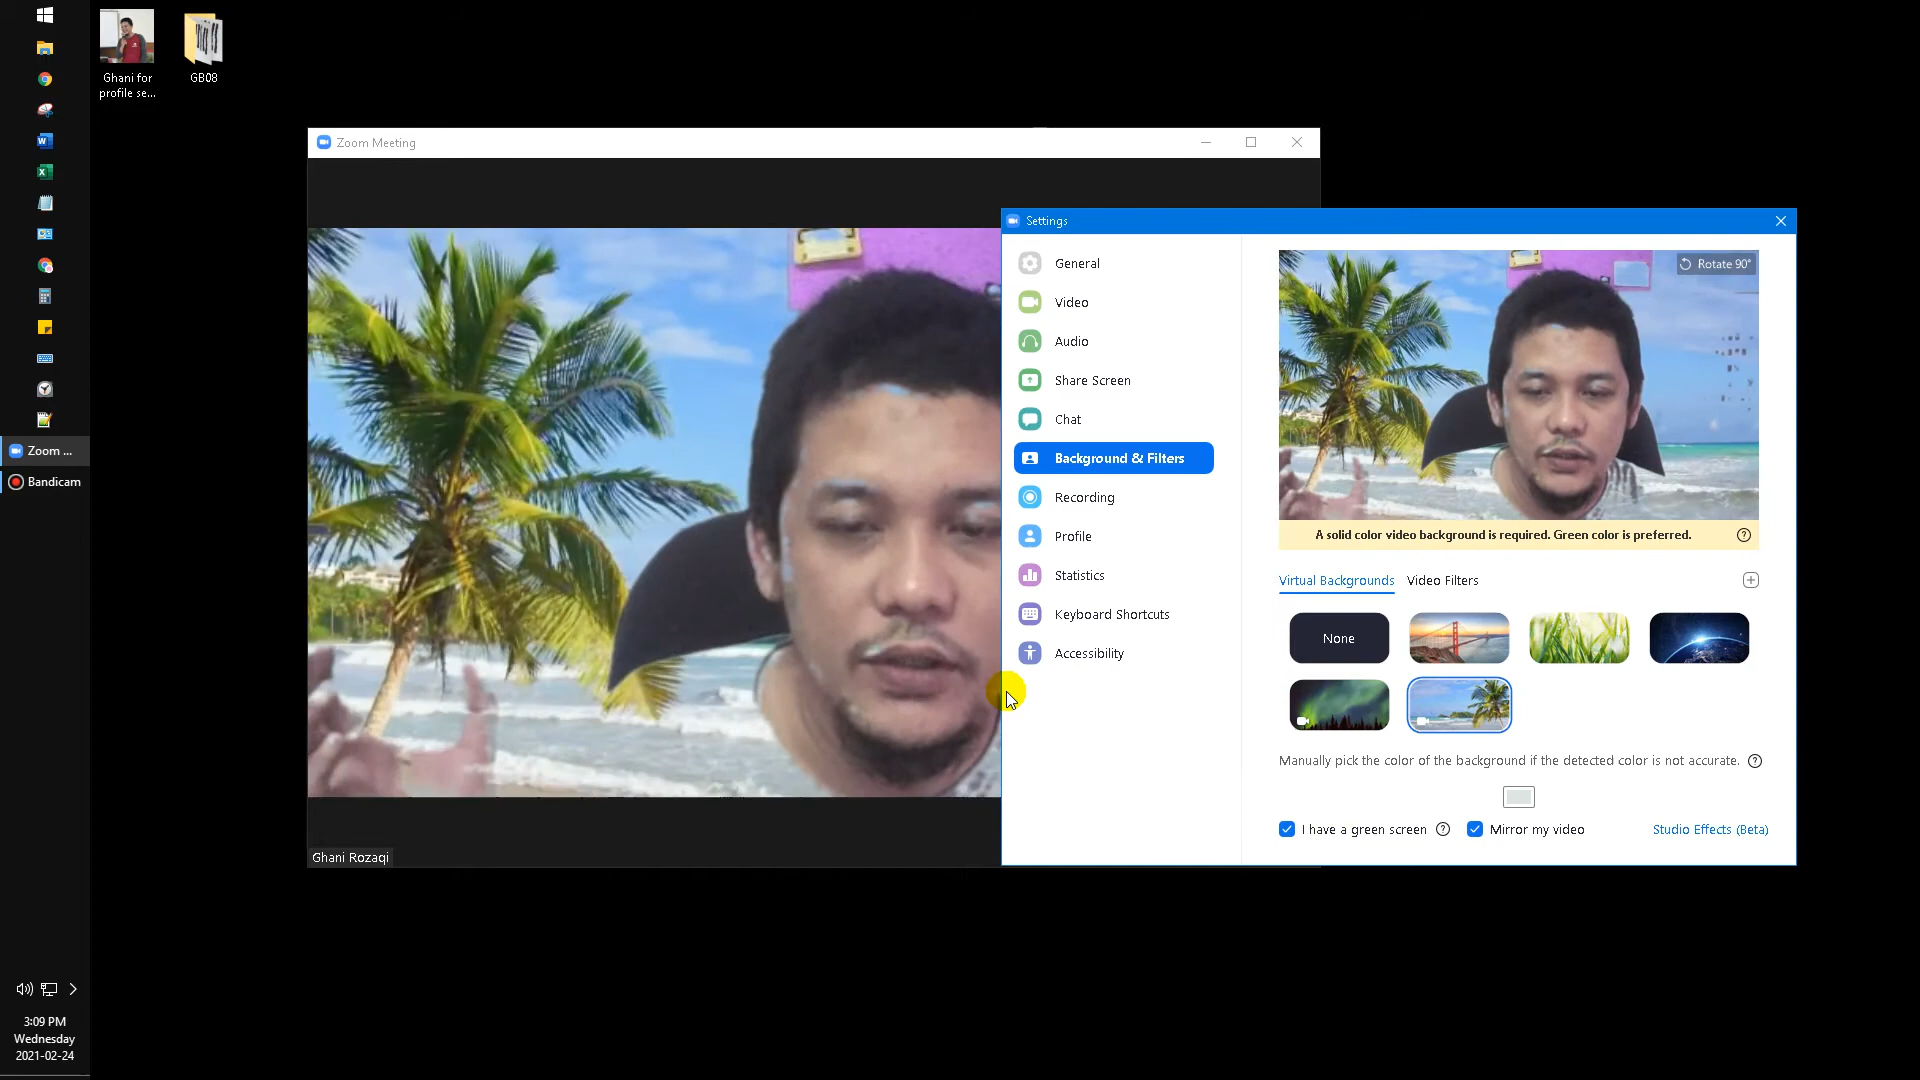 Ghani for
profile se...
GB08
Zoom ...
Bandicam
3:09 PM
Wednesday
2021-02-24
Zoom Meeting
Ghani Rozaqi
Settings
General
Video
Audio
Share Screen
Chat
Background & Filters
Recording
Profile
Statistics
Keyboard Shortcuts
Accessibility
Rotate 90°
A solid color video background is required. Green color is preferred.
Virtual Backgrounds
Video Filters
None
Manually pick the color of the background if the detected color is not accurate.
I have a green screen
Mirror my video
Studio Effects (Beta)